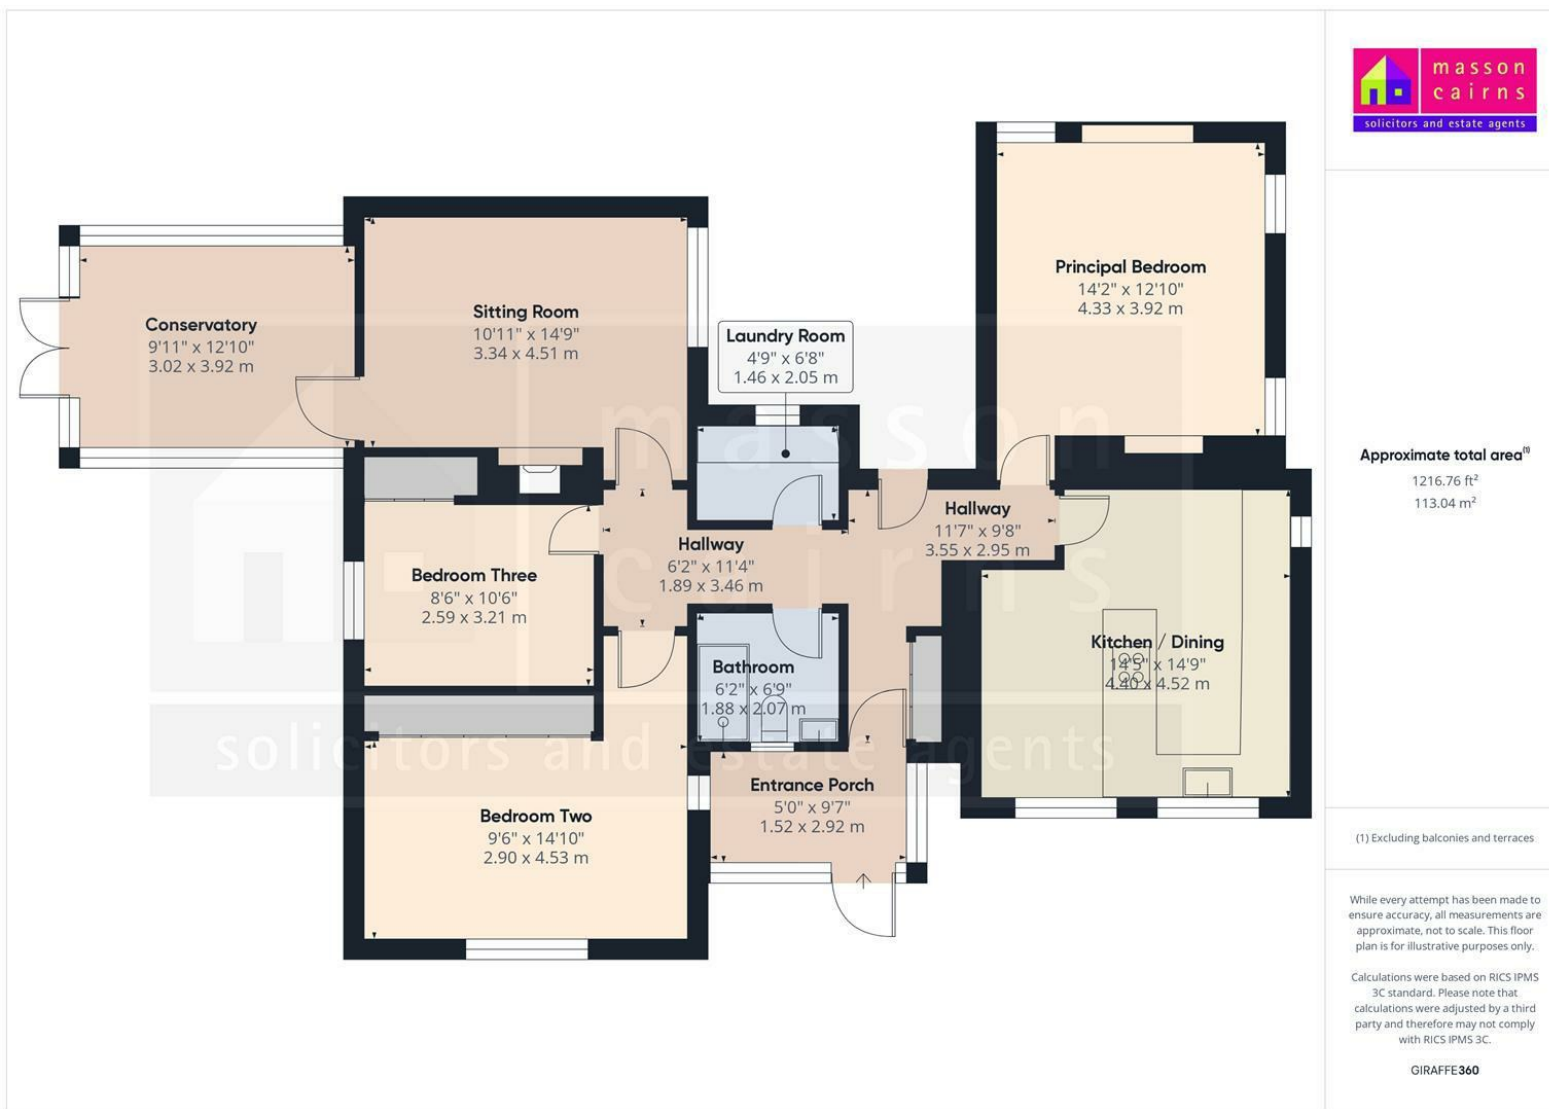 masson
cairns
solicitors and estate agents
Principal Bedroom
14'2" x 12'10"
4.33 x 3.92 m
Sitting Room
10'11" x 14'9"
3.34 x 4.51 m
Conservatory
9'11" x 12'10"
3.02 x 3.92 m
Laundry Room
4'9" x 6'8"
1.46 x 2.05 m
Hallway
11'7" x 9'8"
3.55 x 2.95 m
Hallway
6'2" x 11'4"
1.89 x 3.46 m
Bedroom Three
8'6" x 10'6"
2.59 x 3.21 m
Kitchen / Dining
14'5" x 14'9"
4.40 x 4.52 m
Bathroom
6'2" x 6'9"
1.88 x 2.07 m
Entrance Porch
5'0" x 9'7"
1.52 x 2.92 m
Bedroom Two
9'6" x 14'10"
2.90 x 4.53 m
masson
cairns
solicitors and estate agents
Approximate total area(1)
1216.76 ft²
113.04 m²
(1) Excluding balconies and terraces
While every attempt has been made to
ensure accuracy, all measurements are
approximate, not to scale. This floor
plan is for illustrative purposes only.
Calculations were based on RICS IPMS
3C standard. Please note that
calculations were adjusted by a third
party and therefore may not comply
with RICS IPMS 3C.
GIRAFFE360